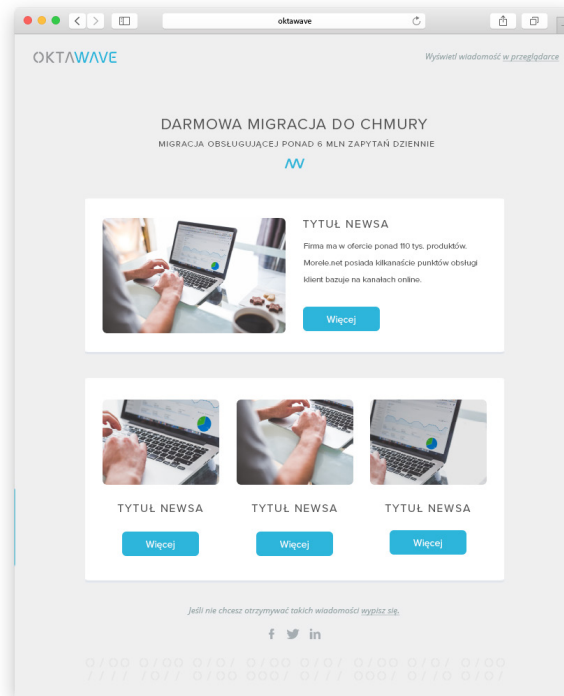 oktawave
OKTAWAVE
Wyświetl wiadomość w przeglądarce
DARMOWA MIGRACJA DO CHMURY
MIGRACJA OBSŁUGUJĄCEJ PONAD 6 MLN ZAPYTAŃ DZIENNIE
TYTUŁ NEWSA
Firma ma w ofercie ponad 110 tys. produktów.
Morele.net posiada kilkanaście punktów obsługi
klient bazuje na kanałach online.
Więcej
TYTUŁ NEWSA TYTUŁ NEWSA TYTUŁ NEWSA
Więcej Więcej Więcej
Jeśli nie chcesz otrzymywać takich wiadomości wypisz się.